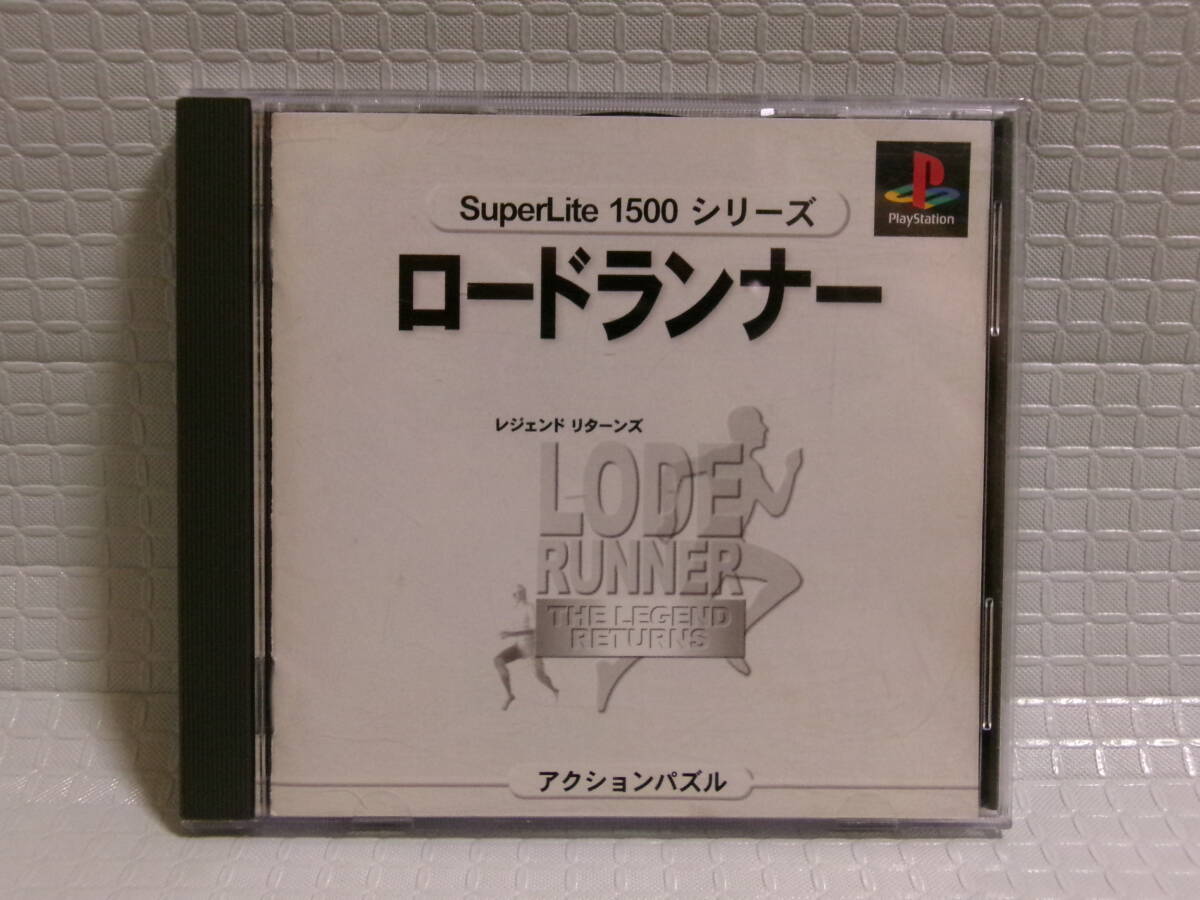 SuperLite 1500 シリーズ
PlayStation
ロードランナー
レジェンド リターンズ
LODE
RUNNER
THE LEGEND
RETURNS
アクションパズル